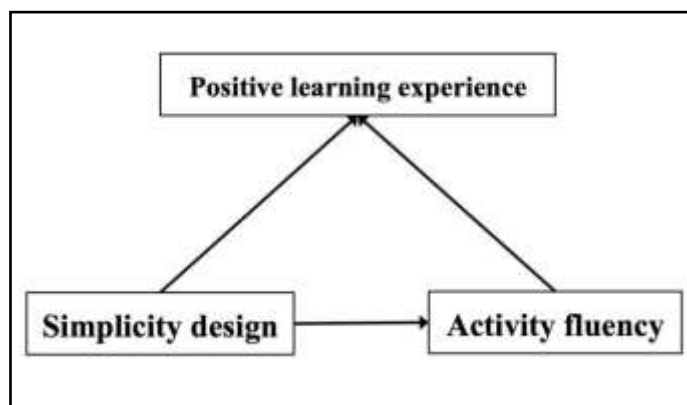 Positive learning experience
Simplicity design
Activity fluency